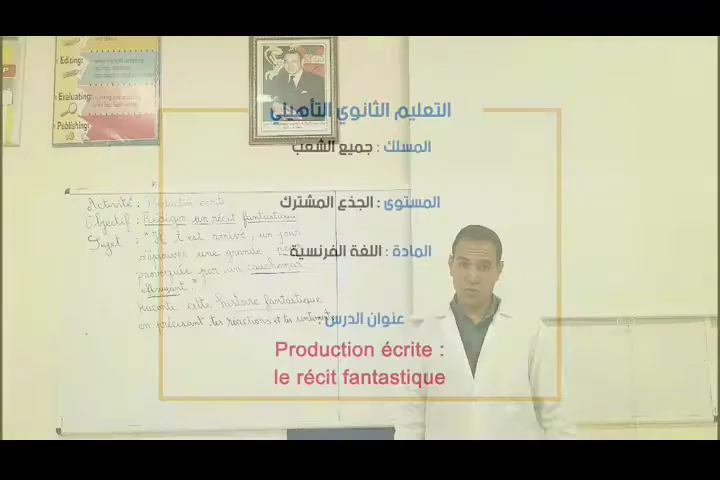 Editing:
Evaluating:
Publishing:
التعليم الثانوي التأهيلي
المسلك : جميع الشعب
المستوى : الجذع المشترك
المادة : اللغة الفرنسية
عنوان الدرس :
Production écrite :
le récit fantastique
Activité : Production écrite
Objectif : Rédiger un récit fantastique
Sujet : "Il t'est arrivé, un jour
d'éprouver une grande peur
provoquée par un cauchemar
effrayant."
Raconte cette histoire fantastique
en précisant tes réactions et tes sentiments